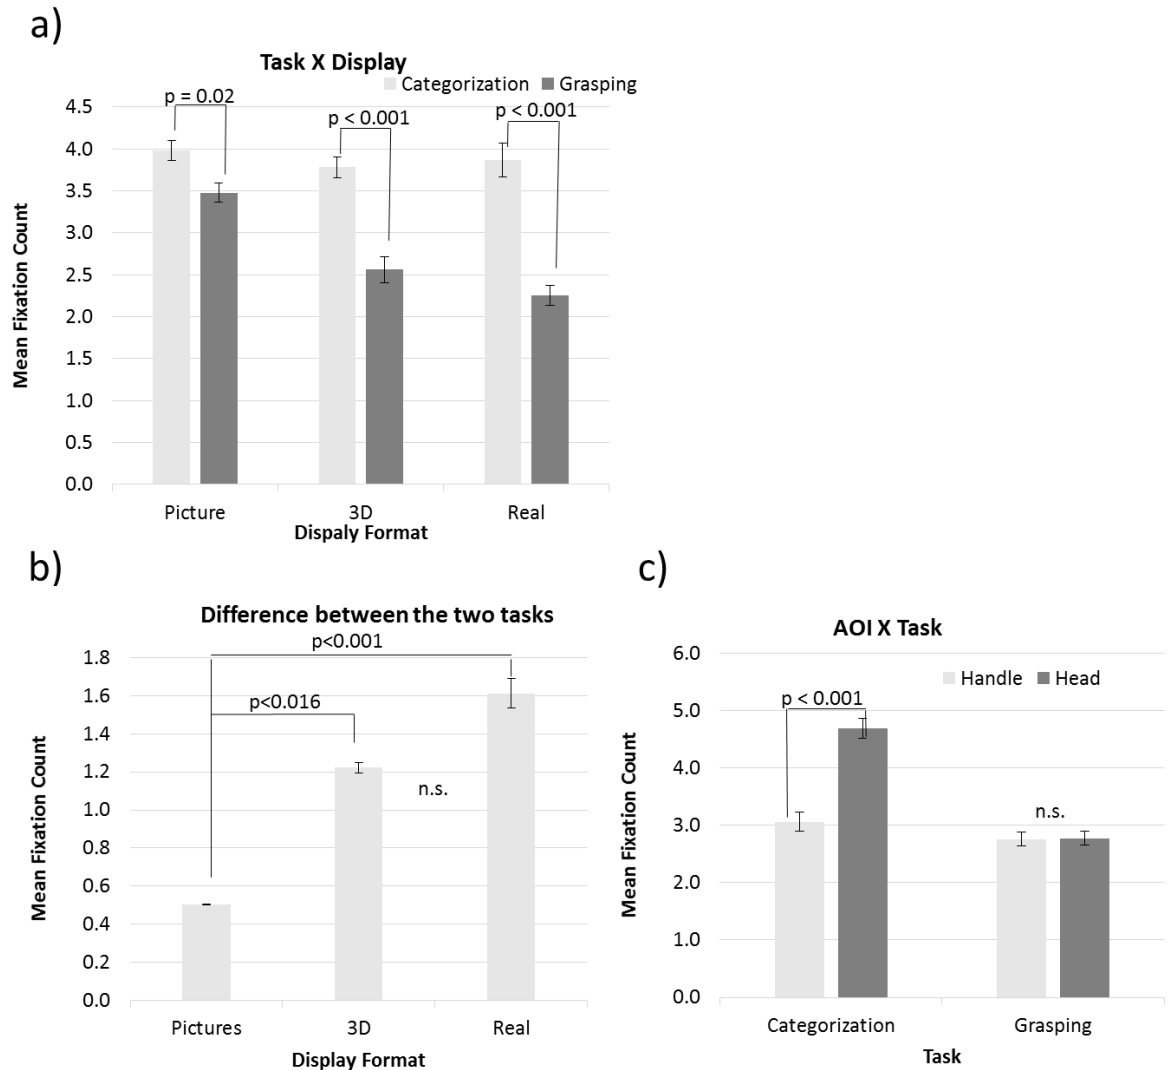 a)
Task X Display
Categorization Grasping
p = 0.02
p < 0.001
p < 0.001
4.5
4.0
3.5
3.0
2.5
2.0
1.5
1.0
0.5
0.0
Mean Fixation Count
Picture 3D Real
Dispaly Format
b)
Difference between the two tasks
p<0.001
p<0.016
n.s.
1.8
1.6
1.4
1.2
1.0
0.8
0.6
0.4
0.2
0.0
Mean Fixation Count
Pictures 3D Real
Display Format
c)
AOI X Task
Handle Head
p < 0.001
n.s.
6.0
5.0
4.0
3.0
2.0
1.0
0.0
Mean Fixation Count
Categorization Grasping
Task